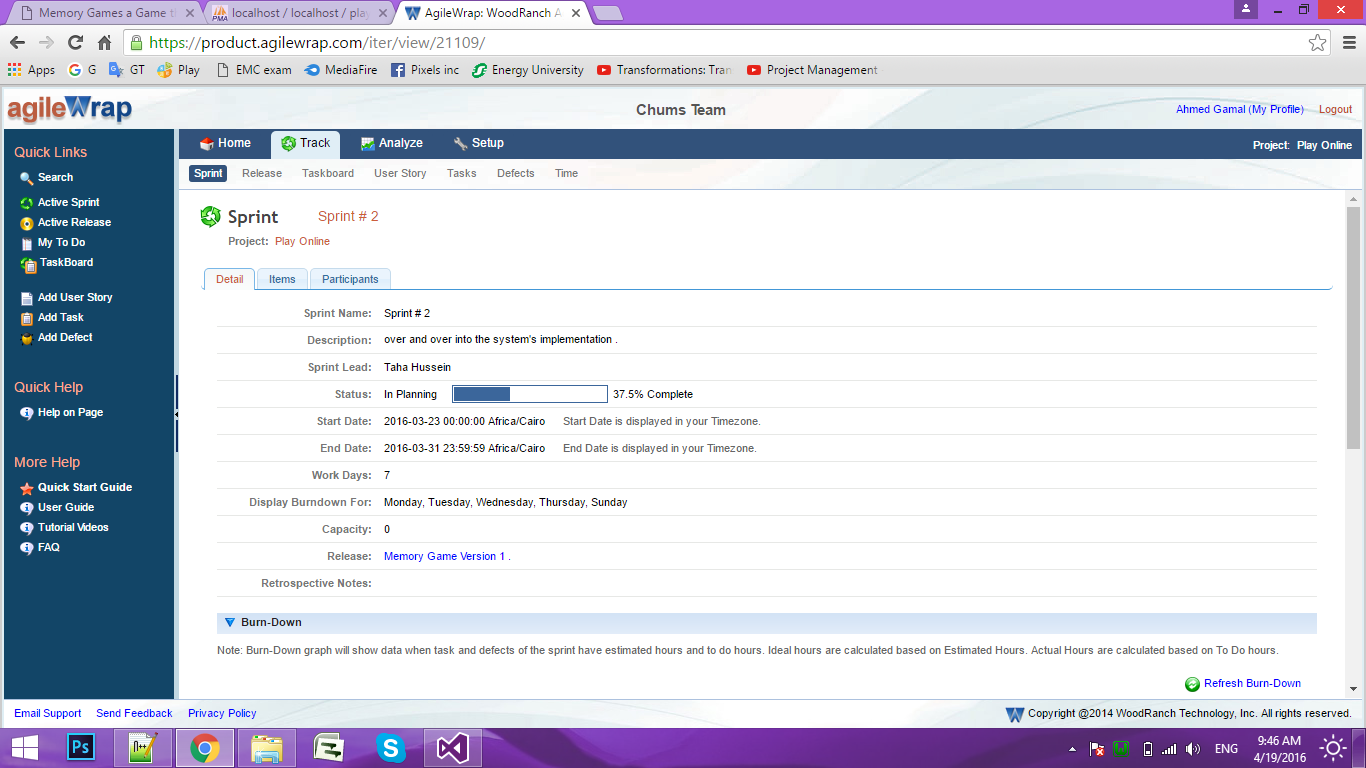 Memory Games a Game t
localhost / localhost / pla
AgileWrap: WoodRanch A
https://product.agilewrap.com/iter/view/21109/
Apps G GT Play EMC exam MediaFire Pixels inc Energy University Transformations: Tran Project Management
agileWrap
Chums Team
Ahmed Gamal (My Profile) Logout
Home Track Analyze Setup
Project: Play Online
Sprint Release Taskboard User Story Tasks Defects Time
Quick Links
Search
Active Sprint
Active Release
My To Do
TaskBoard
Add User Story
Add Task
Add Defect
Quick Help
Help on Page
More Help
Quick Start Guide
User Guide
Tutorial Videos
FAQ
Sprint Sprint # 2
Project: Play Online
Detail Items Participants
Sprint Name: Sprint # 2
Description: over and over into the system's implementation .
Sprint Lead: Taha Hussein
Status: In Planning 37.5% Complete
Start Date: 2016-03-23 00:00:00 Africa/Cairo Start Date is displayed in your Timezone.
End Date: 2016-03-31 23:59:59 Africa/Cairo End Date is displayed in your Timezone.
Work Days: 7
Display Burndown For: Monday, Tuesday, Wednesday, Thursday, Sunday
Capacity: 0
Release: Memory Game Version 1 .
Retrospective Notes:
Burn-Down
Note: Burn-Down graph will show data when task and defects of the sprint have estimated hours and to do hours. Ideal hours are calculated based on Estimated Hours. Actual Hours are calculated based on To Do hours.
Refresh Burn-Down
Email Support Send Feedback Privacy Policy
Copyright @2014 WoodRanch Technology, Inc. All rights reserved.
Ps
ENG
9:46 AM
4/19/2016